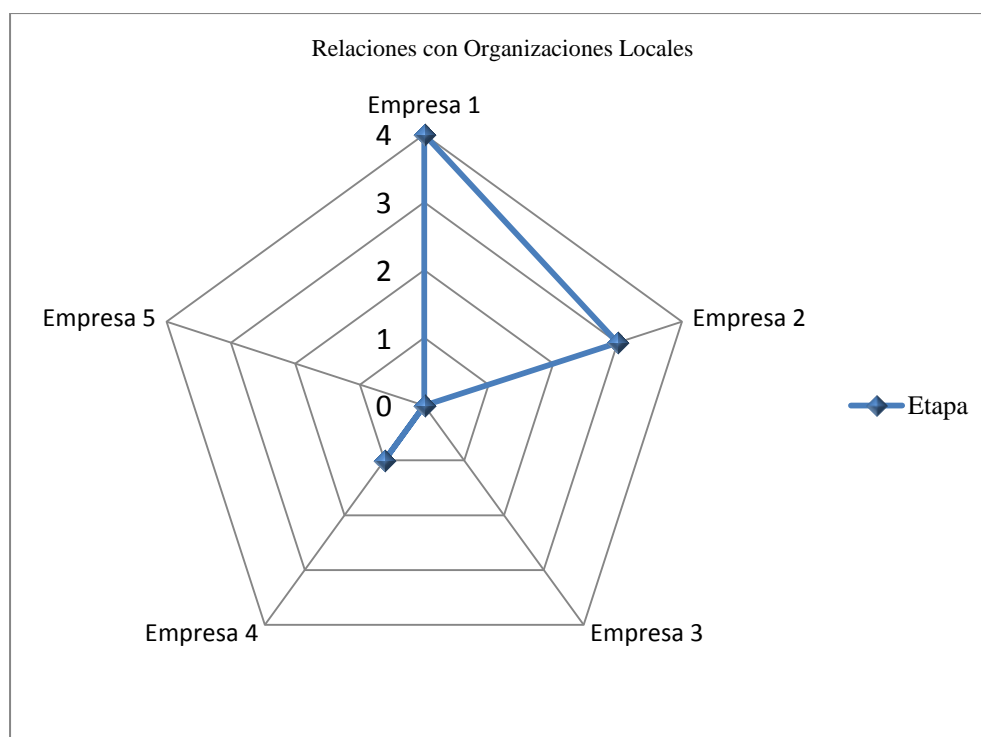 Relaciones con Organizaciones Locales
Empresa 1
4
3
2
1
0
Empresa 5
Empresa 2
Etapa
Empresa 4
Empresa 3